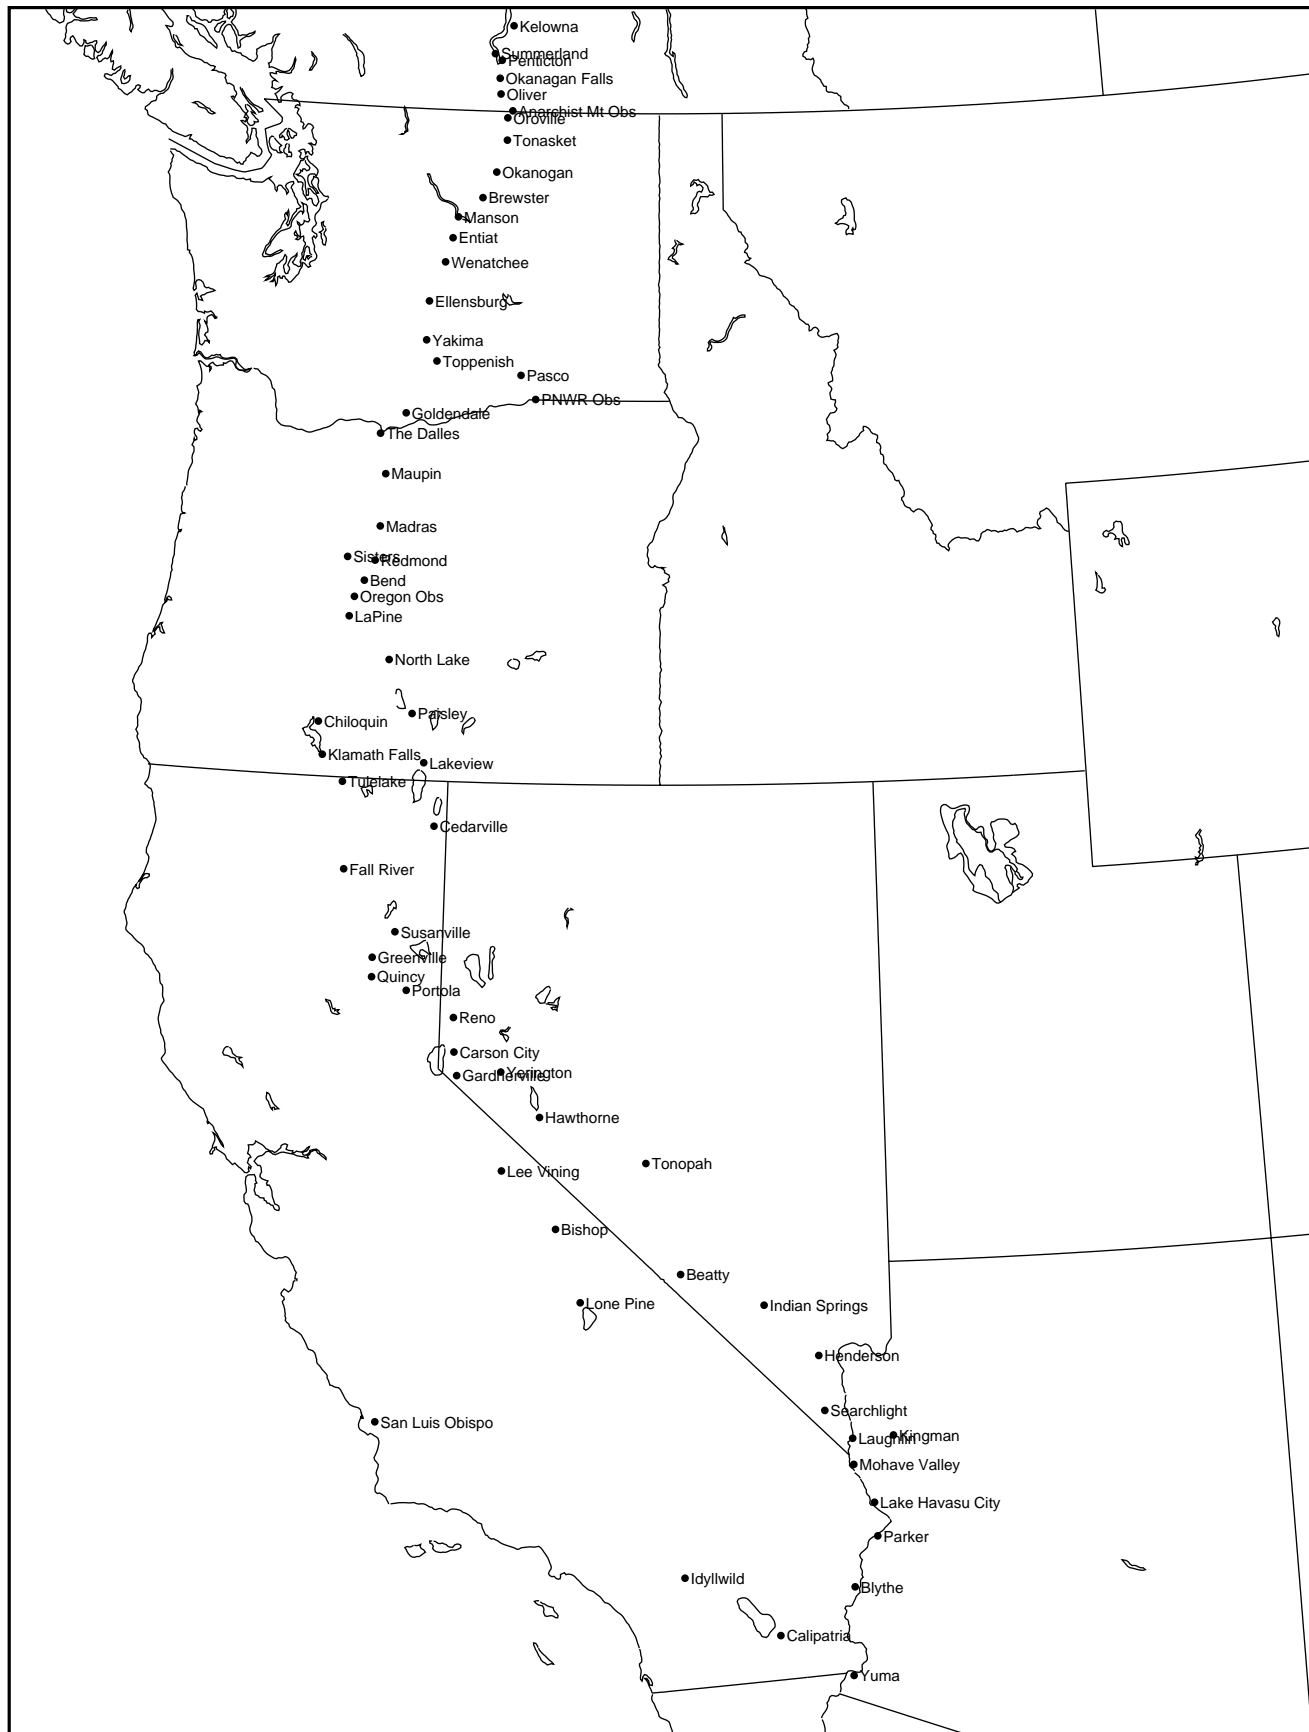 Kelowna
Summerland
Penticton
Okanagan Falls
Oliver
Anarchist Mt Obs
Oroville
Tonasket
Okanogan
Brewster
Manson
Entiat
Wenatchee
Ellensburg
Yakima
Toppenish
Pasco
PNWR Obs
Goldendale
The Dalles
Maupin
Madras
Sisters
Redmond
Bend
Oregon Obs
LaPine
North Lake
Paisley
Chiloquin
Klamath Falls
Lakeview
Tulelake
Cedarville
Fall River
Susanville
Greenville
Quincy
Portola
Reno
Carson City
Yerington
Gardnerville
Hawthorne
Tonopah
Lee Vining
Bishop
Beatty
Lone Pine
Indian Springs
Henderson
Searchlight
San Luis Obispo
Kingman
Laughlin
Mohave Valley
Lake Havasu City
Parker
Idyllwild
Blythe
Calipatria
Yuma